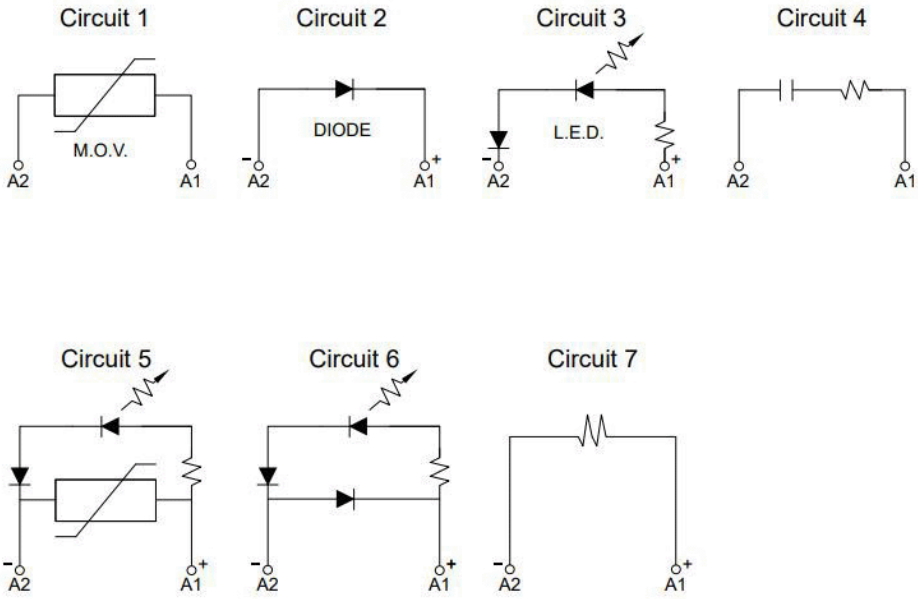 Circuit 1
Circuit 2
Circuit 3
Circuit 4
M.O.V.
DIODE
L.E.D.
A2
A1
- A2
A1 +
- A2
A1 +
A2
A1
Circuit 5
Circuit 6
Circuit 7
- A2
A1 +
- A2
A1 +
- A2
A1 +